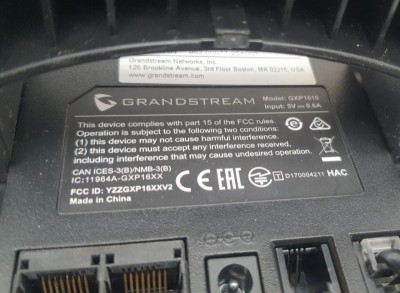 Grandstream Networks, Inc.
126 Brookline Avenue, 3rd Floor Boston, MA 02215, USA
www.grandstream.com
GRANDSTREAM
Model: GXP1610
Input: 5V 0.6A
This device complies with part 15 of the FCC rules.
Operation is subject to the following two conditions:
(1) this device may not cause harmful interference.
(2) this device must accept any interference received,
including interference may cause undesired operation.
CAN ICES-3(B)/NMB-3(B)
IC:11964A-GXP16XX
FCC ID: YZZGXP16XXV2
Made in China
CE EAC T D170004211 HAC